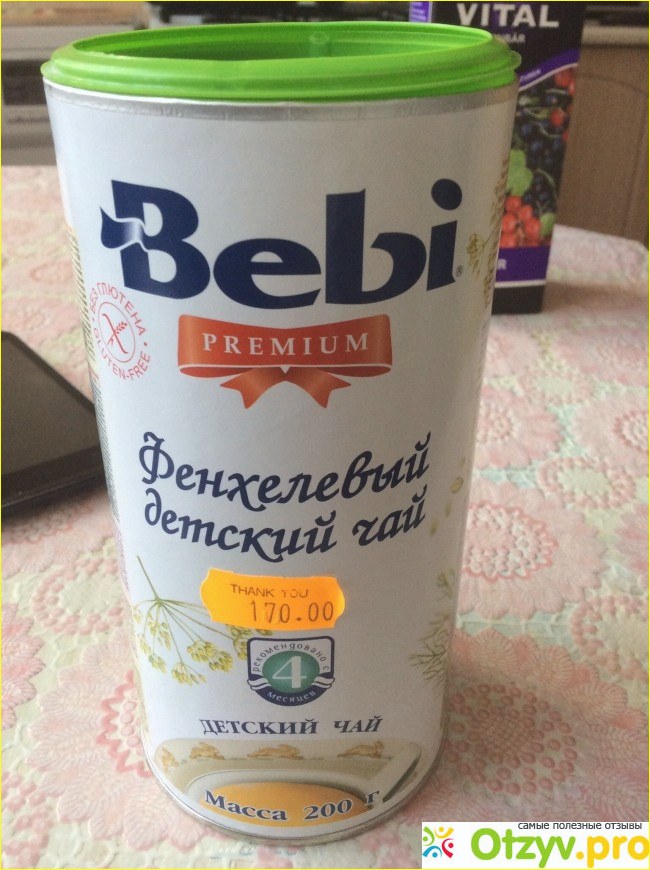 VITAL
Bebi
БЕЗ ГЛЮТЕНА
GLUTEN-FREE
PREMIUM
Фенхелевый
детский чай
THANK YOU
170.00
рекомендовано с
4
месяцев
ДЕТСКИЙ ЧАЙ
Масса 200 г
самые полезные отзывы
Otzyv.pro